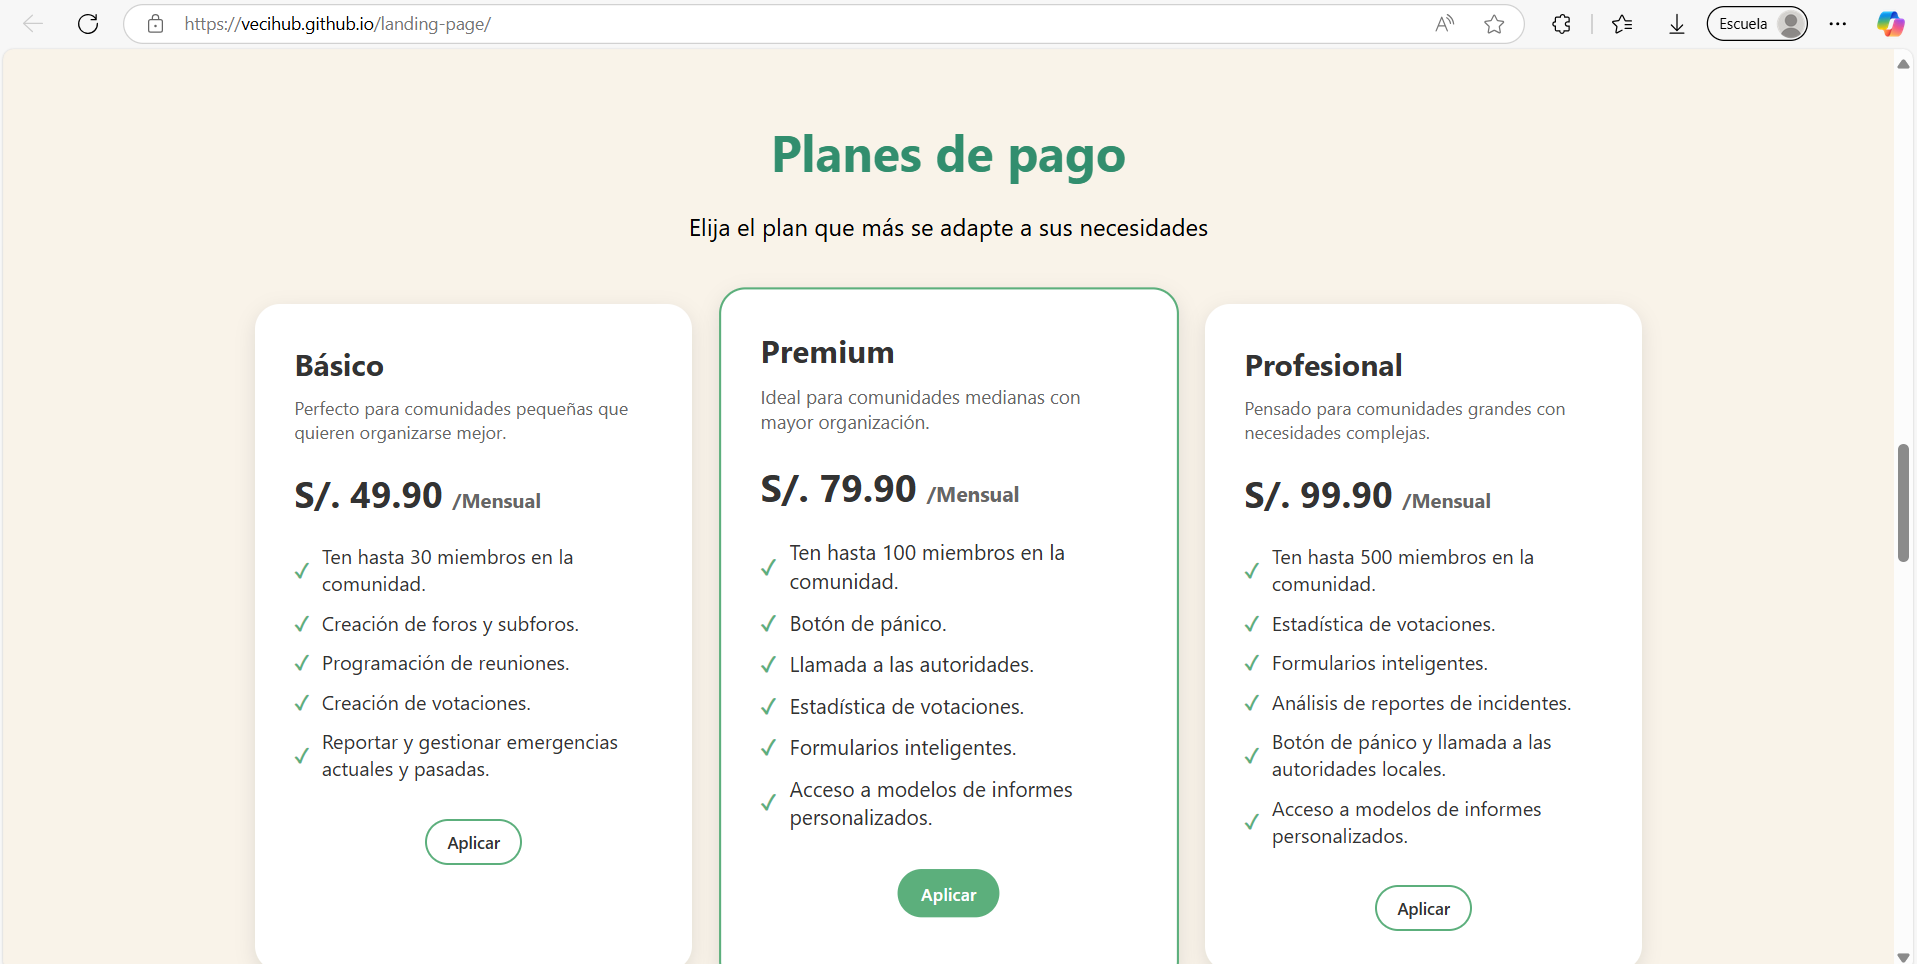 https://vecihub.github.io/landing-page/
Escuela
Planes de pago
Elija el plan que más se adapte a sus necesidades
Básico
Perfecto para comunidades pequeñas que
quieren organizarse mejor.
S/. 49.90 /Mensual
Ten hasta 30 miembros en la
comunidad.
Creación de foros y subforos.
Programación de reuniones.
Creación de votaciones.
Reportar y gestionar emergencias
actuales y pasadas.
Aplicar
Premium
Ideal para comunidades medianas con
mayor organización.
S/. 79.90 /Mensual
Ten hasta 100 miembros en la
comunidad.
Botón de pánico.
Llamada a las autoridades.
Estadística de votaciones.
Formularios inteligentes.
Acceso a modelos de informes
personalizados.
Aplicar
Profesional
Pensado para comunidades grandes con
necesidades complejas.
S/. 99.90 /Mensual
Ten hasta 500 miembros en la
comunidad.
Estadística de votaciones.
Formularios inteligentes.
Análisis de reportes de incidentes.
Botón de pánico y llamada a las
autoridades locales.
Acceso a modelos de informes
personalizados.
Aplicar